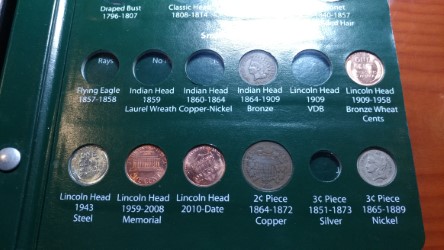 Draped Bust
1796-1807
Classic Head
1808-1814
1840-1857
Hair
Rays
No
Flying Eagle
1857-1858
Indian Head
1859
Laurel Wreath
Indian Head
1860-1864
Copper-Nickel
Indian Head
1864-1909
Bronze
Lincoln Head
1909
VDB
Lincoln Head
1909-1958
Bronze Wheat
Cents
Lincoln Head
1943
Steel
Lincoln Head
1959-2008
Memorial
Lincoln Head
2010-Date
2¢ Piece
1864-1872
Copper
3¢ Piece
1851-1873
Silver
3¢ Piece
1865-1889
Nickel